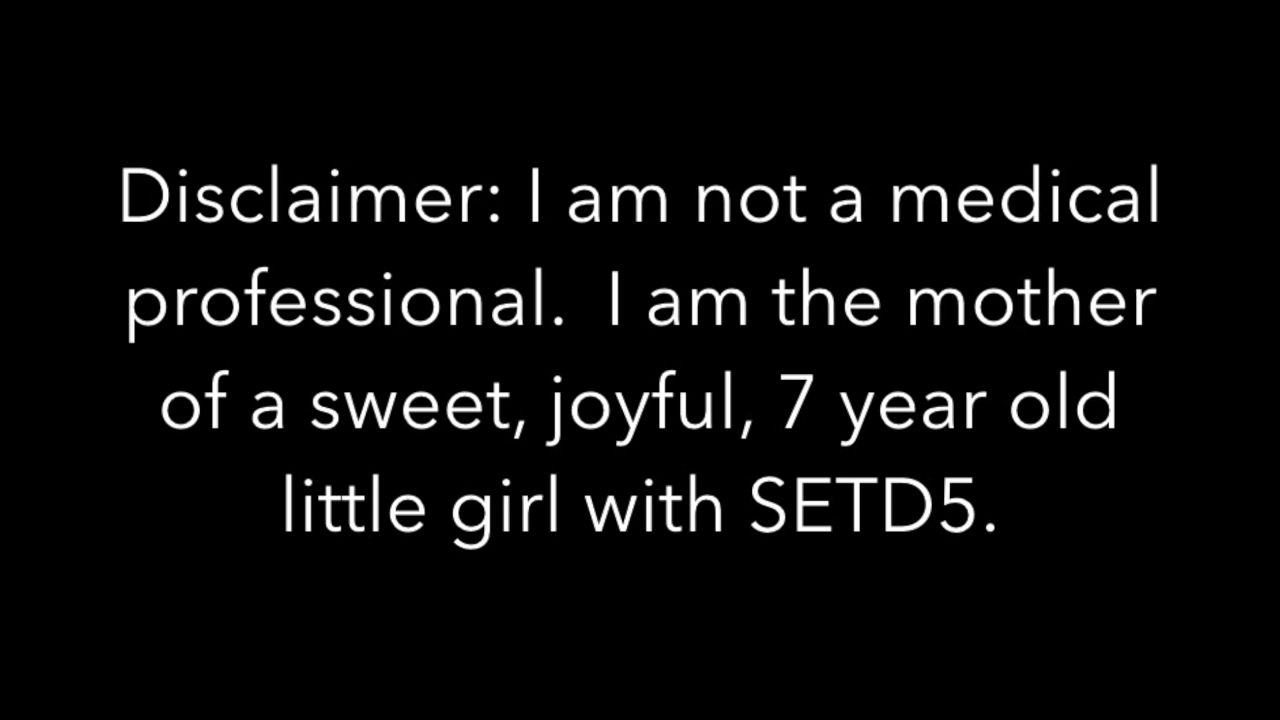 Disclaimer: I am not a medical
professional.  I am the mother
of a sweet, joyful, 7 year old
little girl with SETD5.